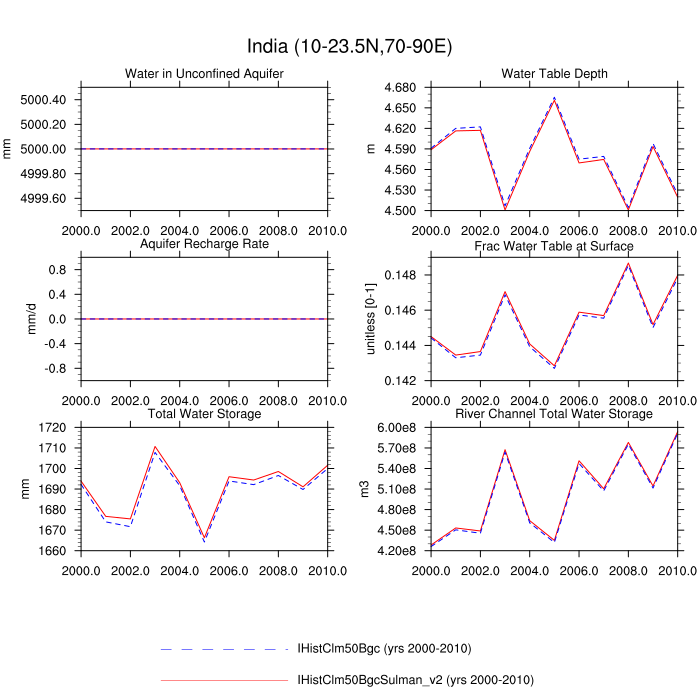 India (10-23.5N,70-90E)
Water in Unconfined Aquifer
5000.40
5000.20
5000.00
4999.80
4999.60
mm
2000.0 2002.0 2004.0 2006.0 2008.0 2010.0
Water Table Depth
4.680
4.650
4.620
4.590
4.560
4.530
4.500
m
2000.0 2002.0 2004.0 2006.0 2008.0 2010.0
Aquifer Recharge Rate
0.8
0.4
0.0
-0.4
-0.8
mm/d
2000.0 2002.0 2004.0 2006.0 2008.0 2010.0
Frac Water Table at Surface
0.148
0.146
0.144
0.142
unitless [0-1]
2000.0 2002.0 2004.0 2006.0 2008.0 2010.0
Total Water Storage
1720
1710
1700
1690
1680
1670
1660
mm
2000.0 2002.0 2004.0 2006.0 2008.0 2010.0
River Channel Total Water Storage
6.00e8
5.70e8
5.40e8
5.10e8
4.80e8
4.50e8
4.20e8
m3
2000.0 2002.0 2004.0 2006.0 2008.0 2010.0
IHistClm50Bgc (yrs 2000-2010)
IHistClm50BgcSulman_v2 (yrs 2000-2010)